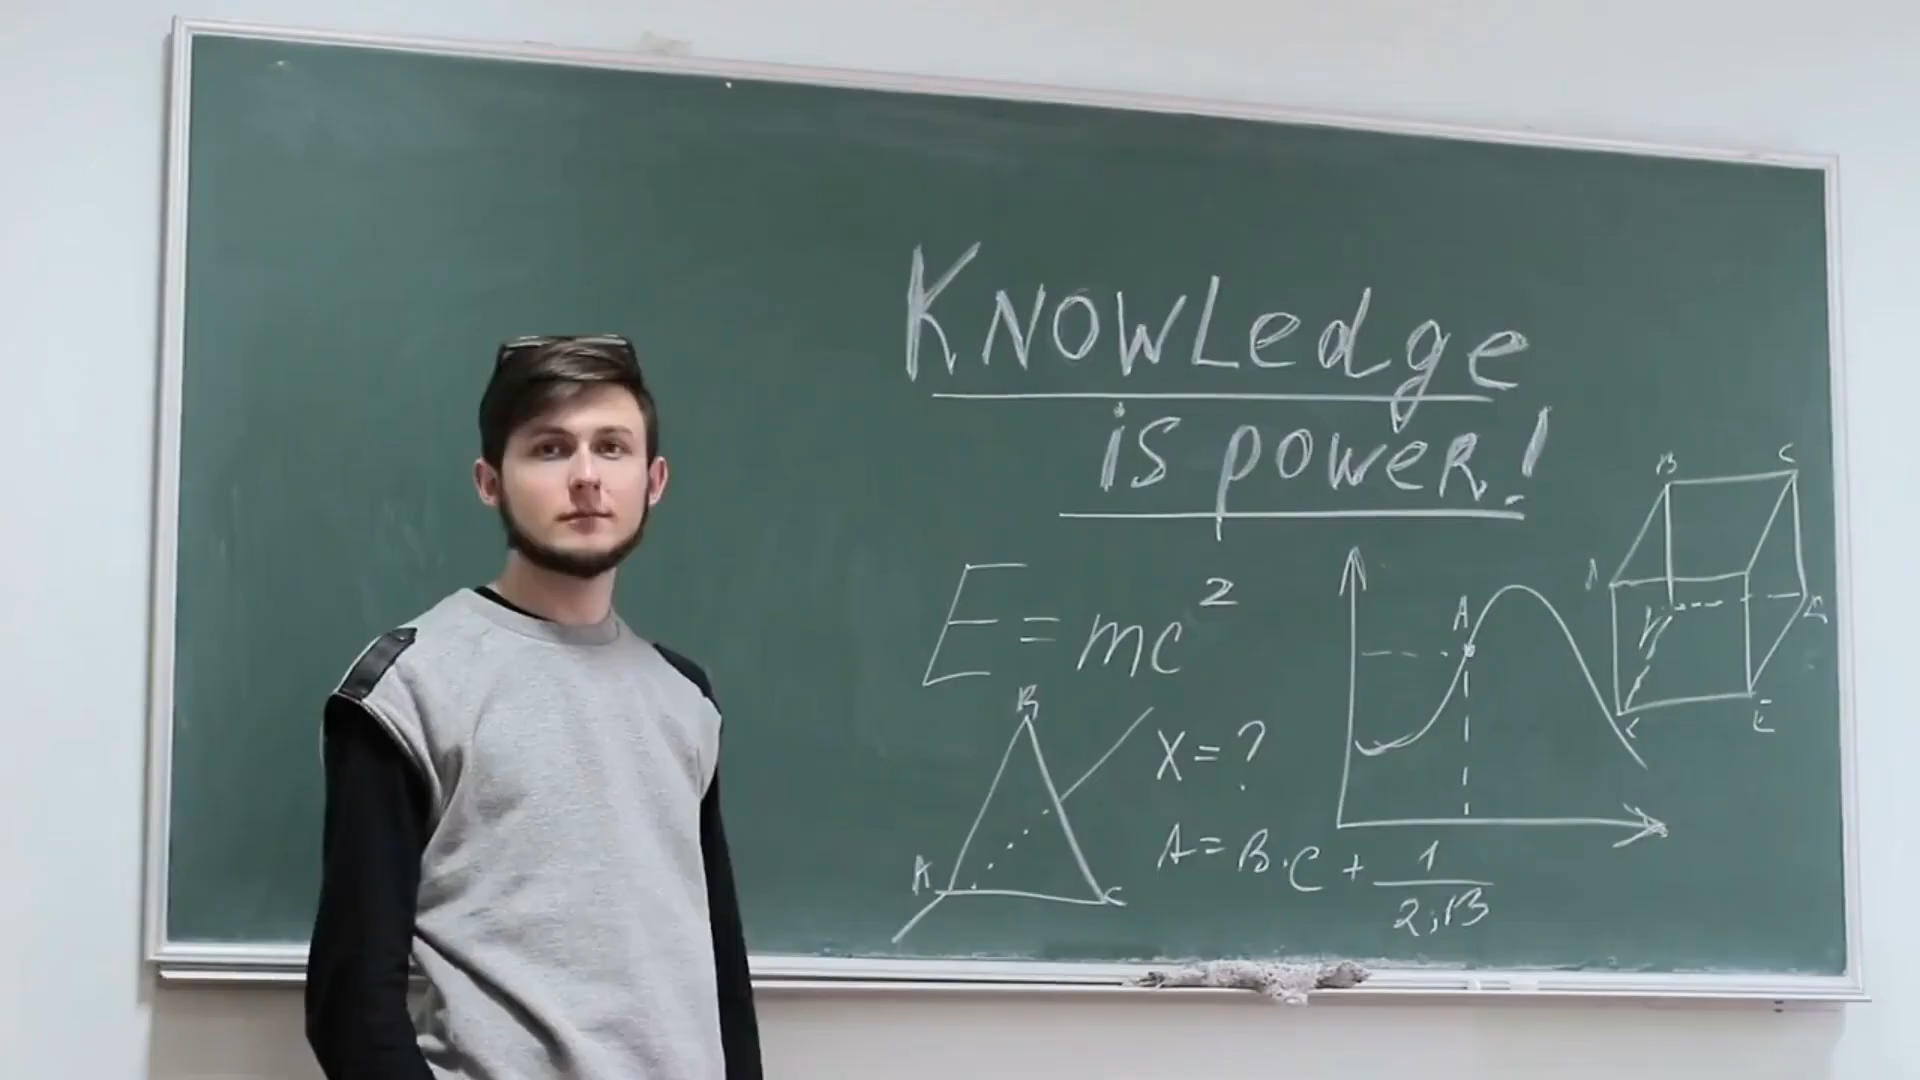 KNOWLedge
is poweR!
E=mc²
B
X=?
A
C
A=B.C+1/2,13
A
B
C
A
E